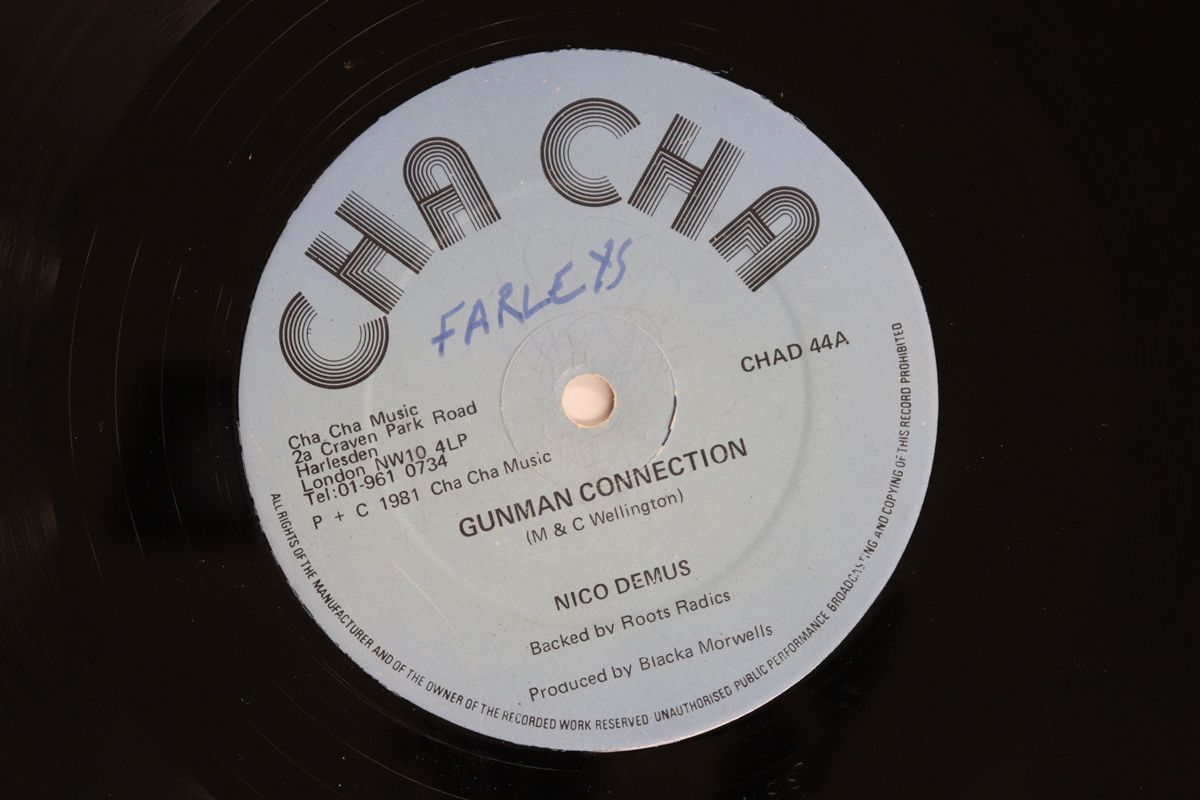 CHA CHA
FARLEYS
CHAD 44A
Cha Cha Music
2a Craven Park Road
Harlesden
London NW10 4LP
Tel:01-961 0734
P + C 1981 Cha Cha Music
GUNMAN CONNECTION
(M & C Wellington)
NICO DEMUS
Backed by Roots Radics
Produced by Blacka Morwells
ALL RIGHTS OF THE MANUFACTURER AND OF THE OWNER OF THE RECORDED WORK RESERVED UNAUTHORISED PUBLIC PERFORMANCE BROADCASTING AND COPYING OF THIS RECORD PROHIBITED